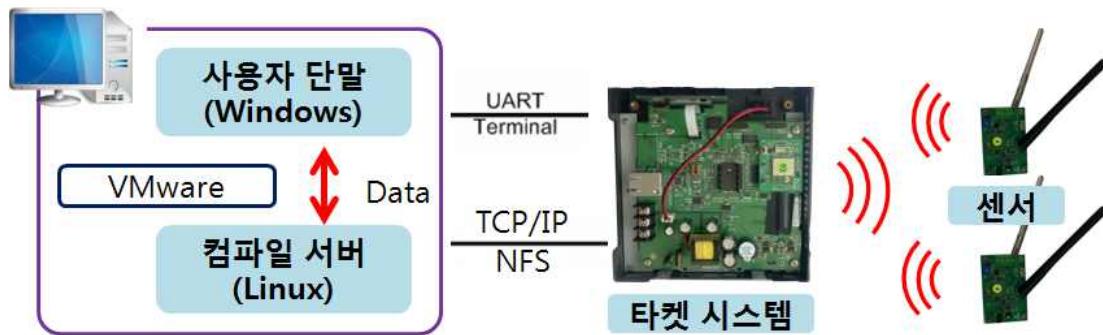 사용자 단말
(Windows)
VMware
Data
컴파일 서버
(Linux)
UART
Terminal
TCP/IP
NFS
타켓 시스템
센서